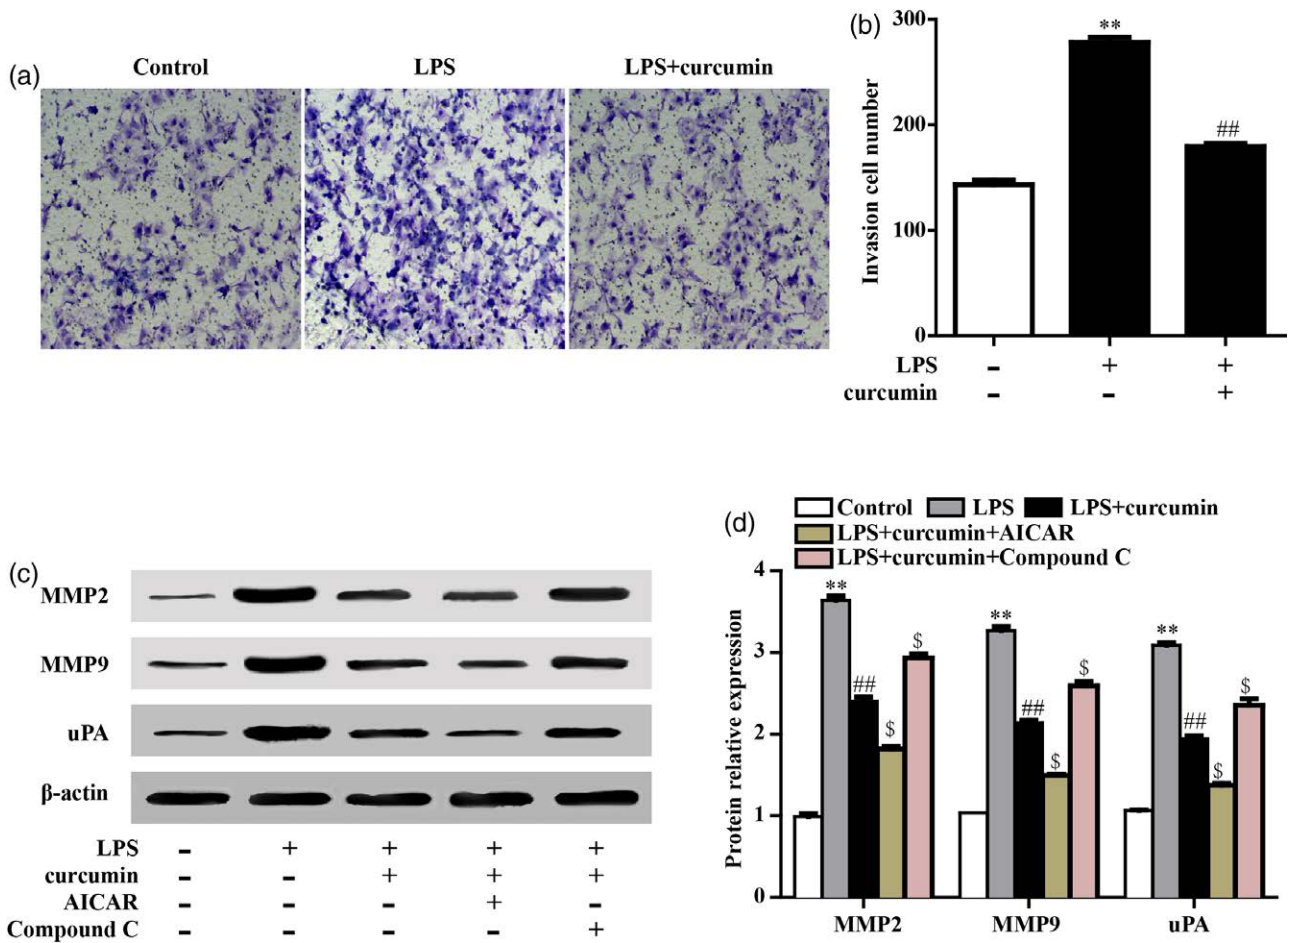 (a)
Control LPS LPS+curcumin
(b)
Invasion cell number
300
200
100
0
**
##
LPS - + +
curcumin - - +
(c)
MMP2
MMP9
uPA
β-actin
LPS - + + + +
curcumin - - + + +
AICAR - - - + -
Compound C - - - - +
(d)
Control LPS LPS+curcumin
LPS+curcumin+AICAR
LPS+curcumin+Compound C
Protein relative expression
4
3
2
1
0
** ## $ $
** ## $ $
** ## $ $
MMP2 MMP9 uPA